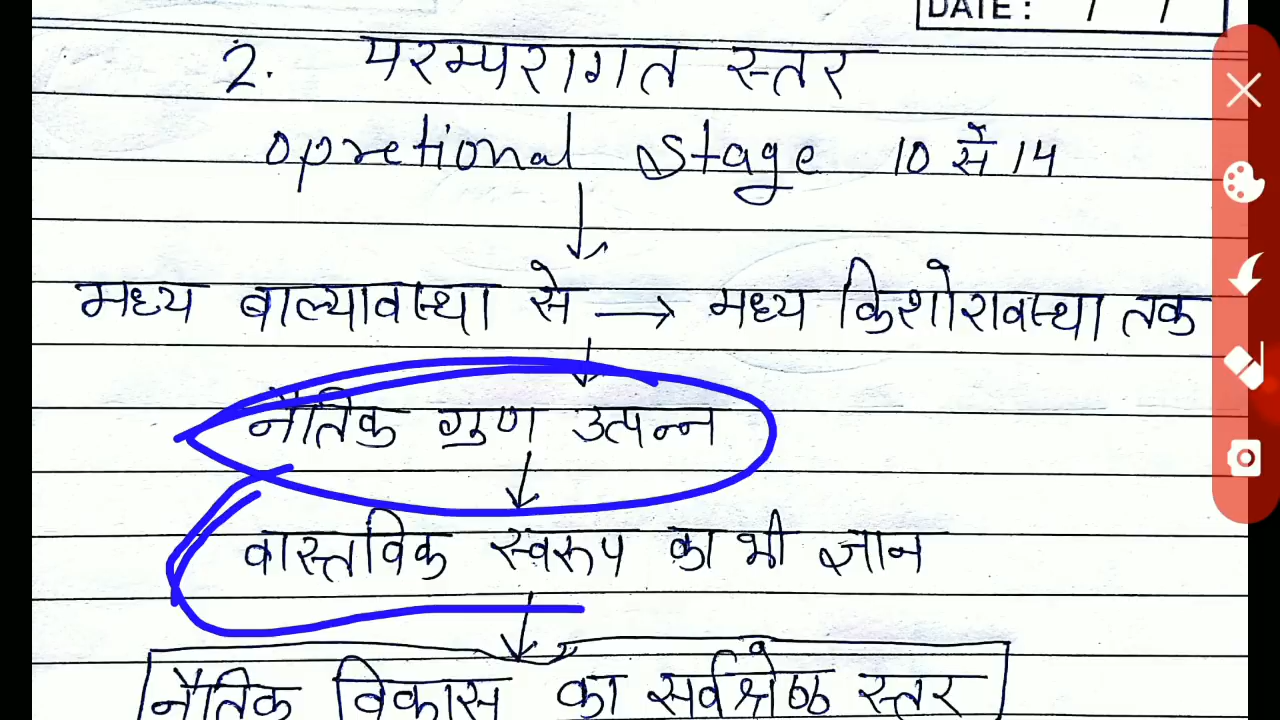 DATE : / /
2. परम्परागत स्तर
opretional stage 10 से 14
मध्य बाल्यावस्था से → मध्य किशोरावस्था तक
नैतिक गुण उत्पन्न
वास्तविक स्वरूप का भी ज्ञान
नैतिक विकास का सर्वश्रेष्ठ स्तर